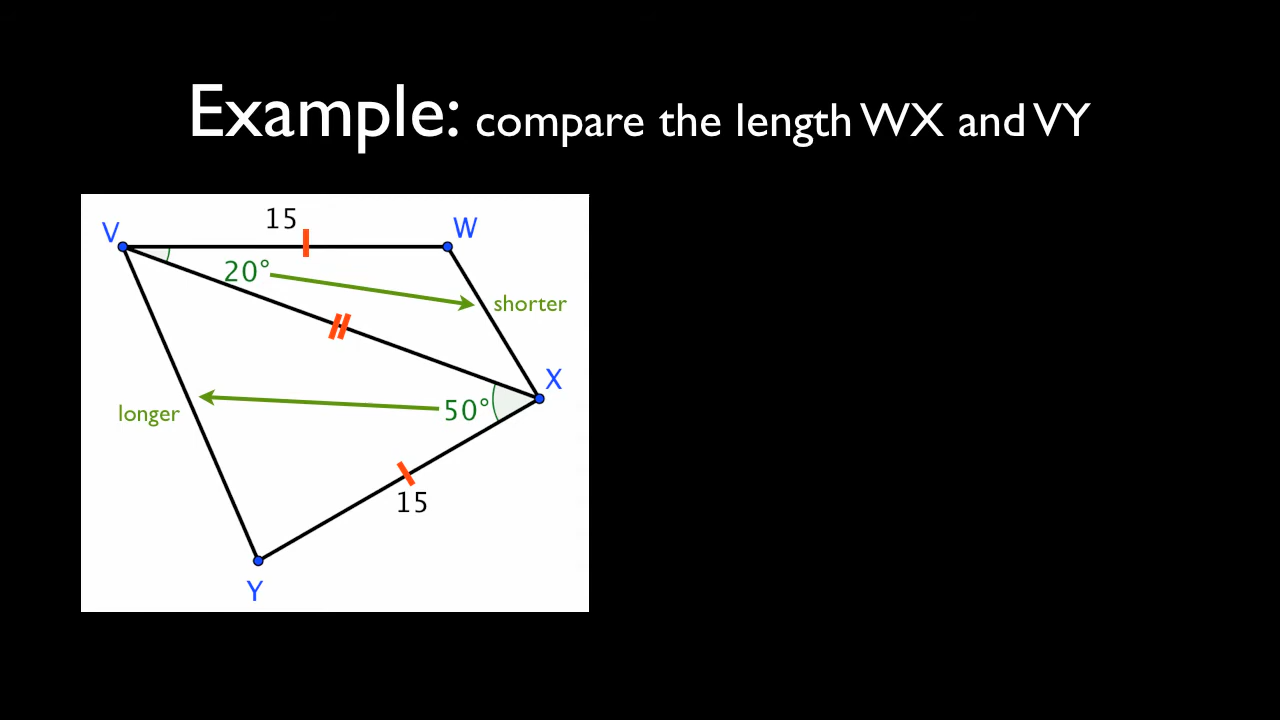 Example: compare the length WX and VY
15
V
W
20°
shorter
X
50°
longer
15
Y